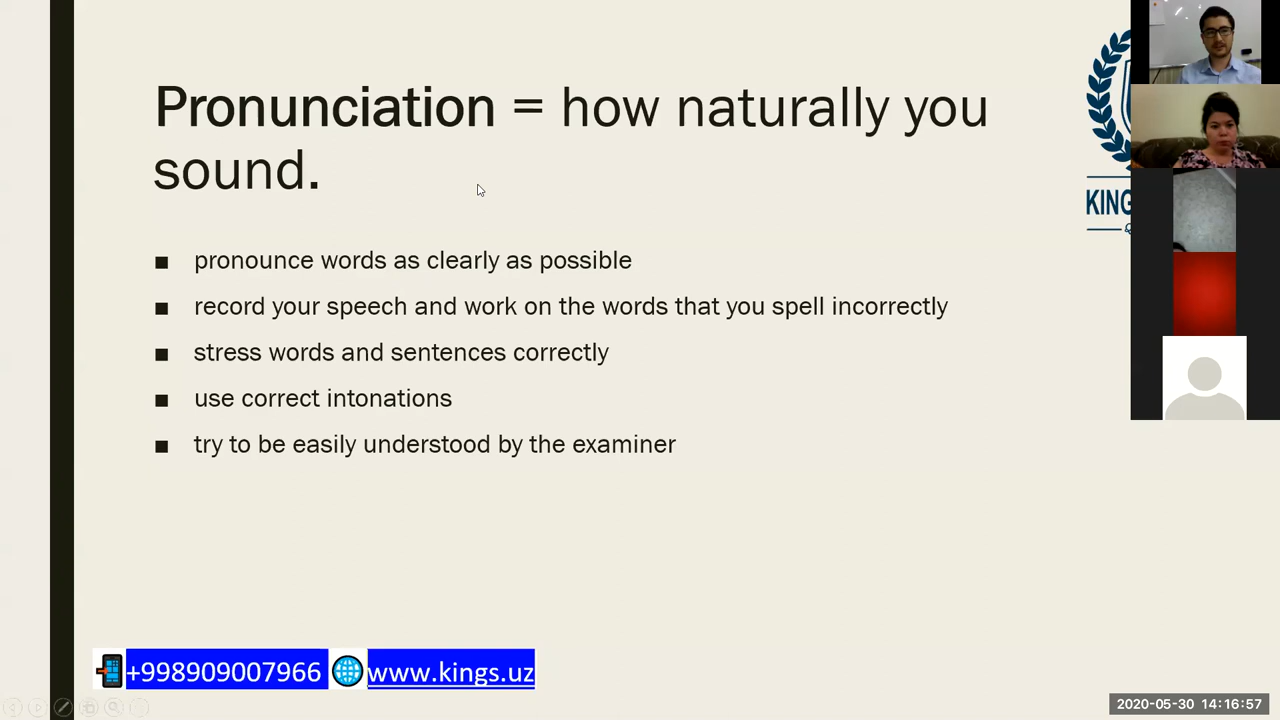 Pronunciation = how naturally you
sound.
■ pronounce words as clearly as possible
■ record your speech and work on the words that you spell incorrectly
■ stress words and sentences correctly
■ use correct intonations
■ try to be easily understood by the examiner
KING
+998909007966 www.kings.uz
2020-05-30 14:16:57